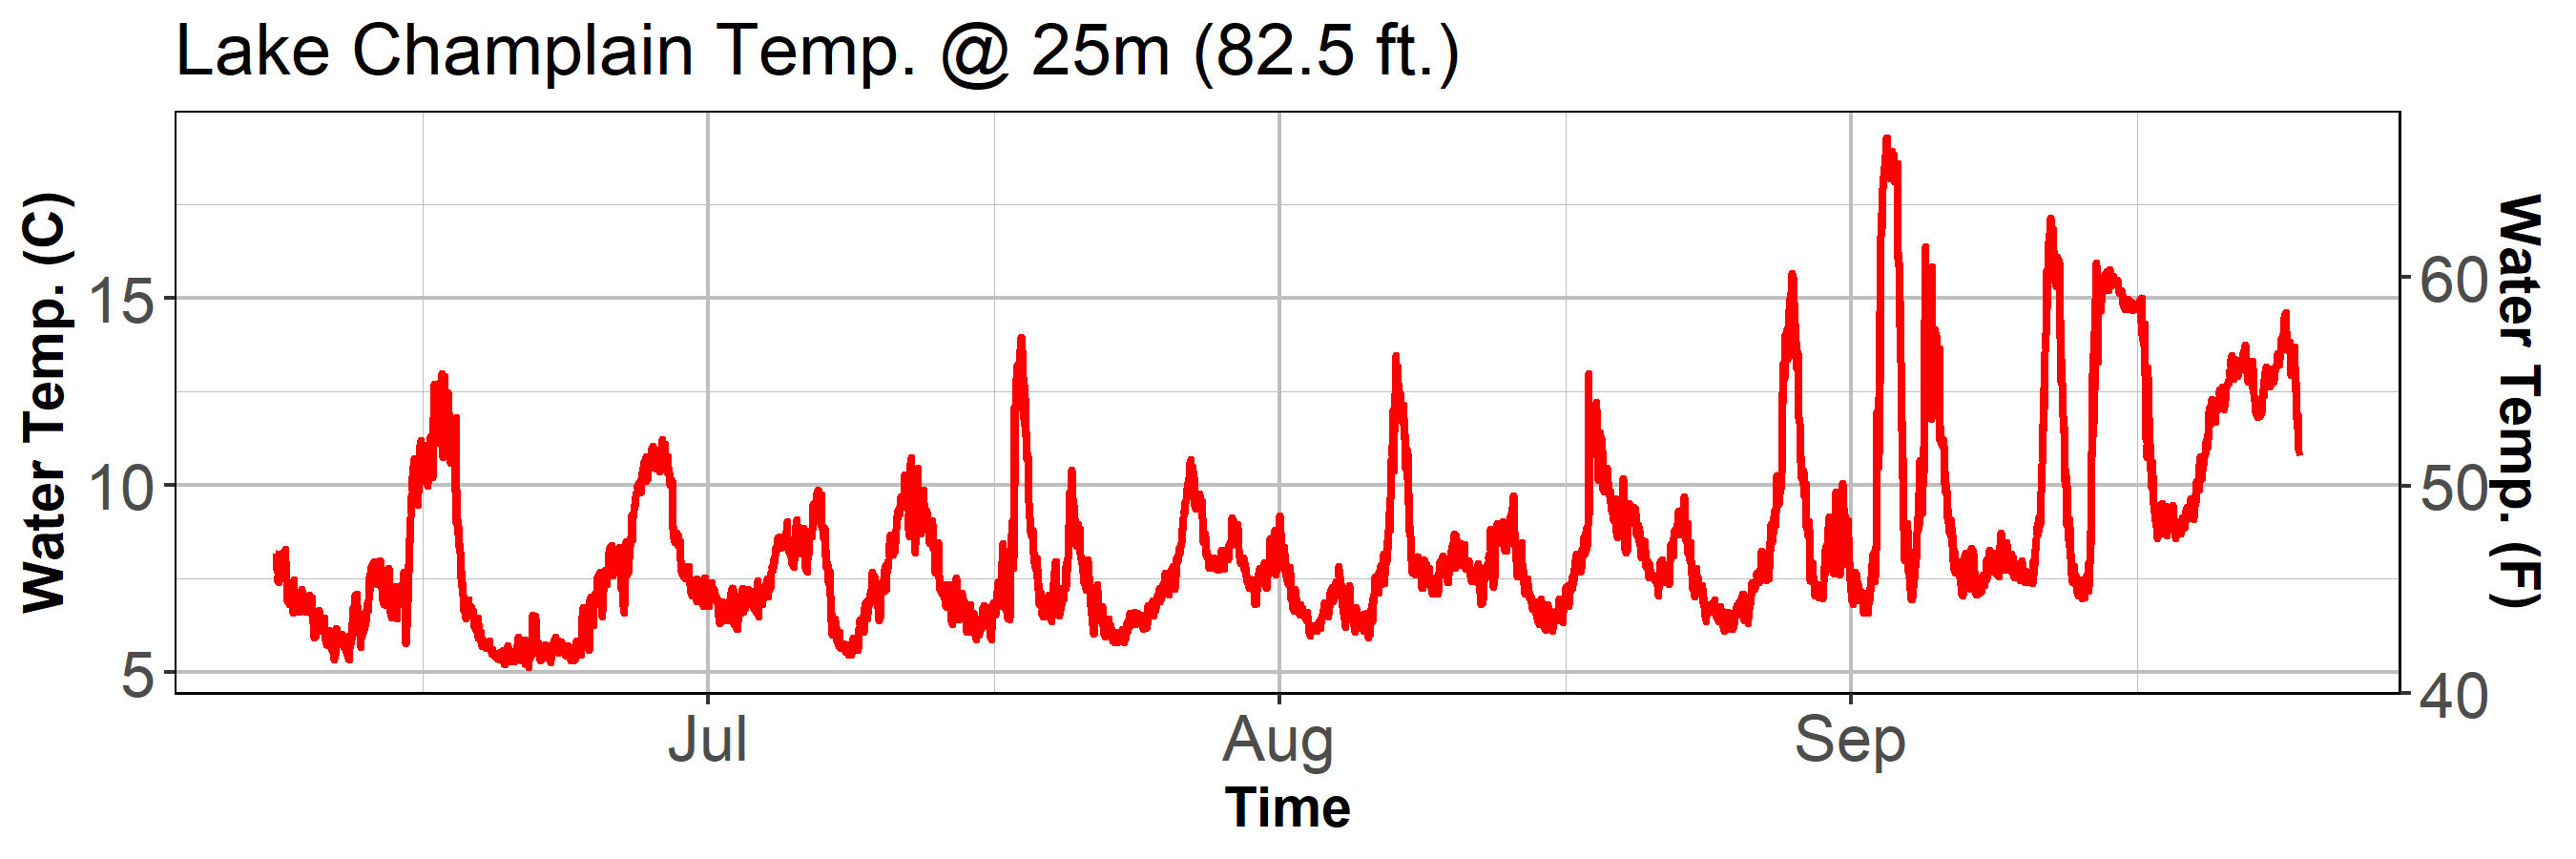 Lake Champlain Temp. @ 25m (82.5 ft.)
Water Temp. (C)
15
10
5
60
50
40
Water Temp. (F)
Jul
Aug
Sep
Time